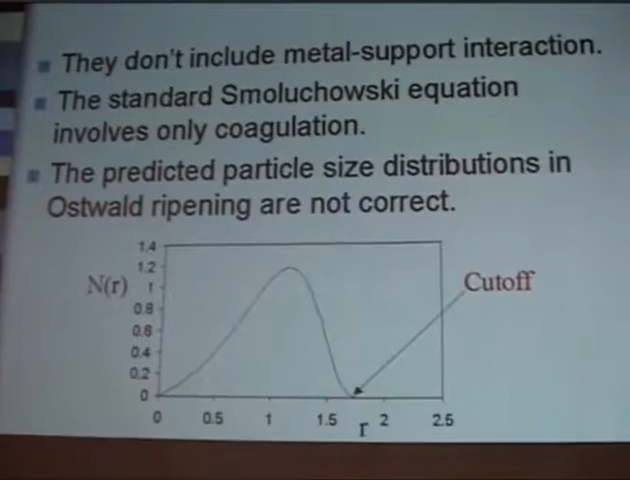 They don't include metal-support interaction.
The standard Smoluchowski equation
involves only coagulation.
The predicted particle size distributions in
Ostwald ripening are not correct.
1.4
1.2
N(r) 1
Cutoff
0.8
0.6
0.4
0.2
0
0 0.5 1 1.5 2 2.5
r